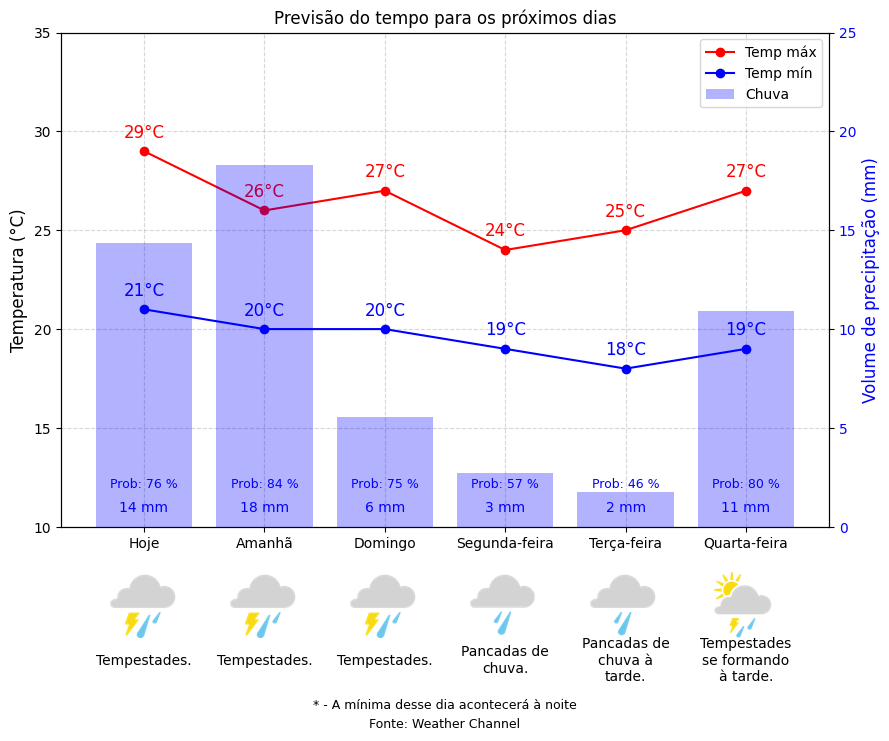 Previsão do tempo para os próximos dias
Temperatura (°C)
Volume de precipitação (mm)
35
30
25
20
15
10
25
20
15
10
5
0
Temp máx
Temp mín
Chuva
29°C
26°C
27°C
24°C
25°C
27°C
21°C
20°C
20°C
19°C
18°C
19°C
Prob: 76 %
Prob: 84 %
Prob: 75 %
Prob: 57 %
Prob: 46 %
Prob: 80 %
14 mm
18 mm
6 mm
3 mm
2 mm
11 mm
Hoje
Amanhã
Domingo
Segunda-feira
Terça-feira
Quarta-feira
Tempestades.
Tempestades.
Tempestades.
Pancadas de
chuva.
Pancadas de
chuva à
tarde.
Tempestades
se formando
à tarde.
* - A mínima desse dia acontecerá à noite
Fonte: Weather Channel